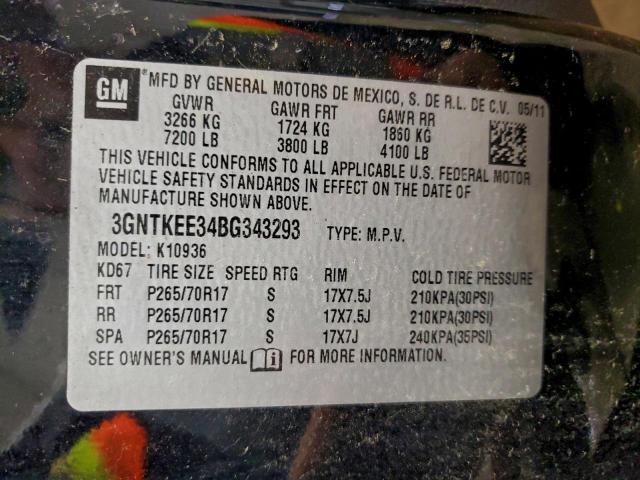 GM
MFD BY GENERAL MOTORS DE MEXICO, S. DE R.L. DE C.V. 05/11
GVWR GAWR FRT GAWR RR
3266 KG 1724 KG 1860 KG
7200 LB 3800 LB 4100 LB
THIS VEHICLE CONFORMS TO ALL APPLICABLE U.S. FEDERAL MOTOR
VEHICLE SAFETY STANDARDS IN EFFECT ON THE DATE OF
MANUFACTURE SHOWN ABOVE.
3GNTKEE34BG343293 TYPE: M.P.V.
MODEL: K10936
KD67 TIRE SIZE SPEED RTG RIM COLD TIRE PRESSURE
FRT P265/70R17 S 17X7.5J 210KPA(30PSI)
RR P265/70R17 S 17X7.5J 210KPA(30PSI)
SPA P265/70R17 S 17X7J 240KPA(35PSI)
SEE OWNER'S MANUAL FOR MORE INFORMATION.